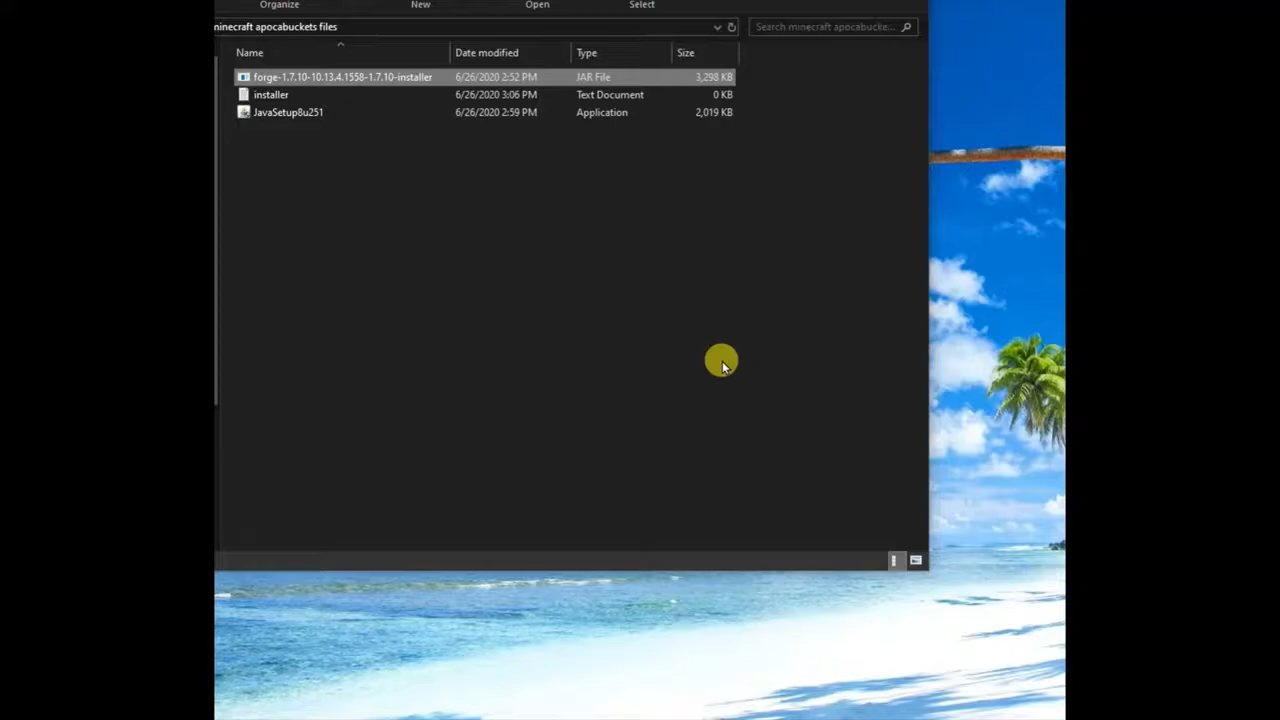 Organize New Open Select
minecraft apocabuckets files Search minecraft apocabucke...
Name Date modified Type Size
forge-1.7.10-10.13.4.1558-1.7.10-installer 6/26/2020 2:52 PM JAR File 3,298 KB
installer 6/26/2020 3:06 PM Text Document 0 KB
JavaSetup8u251 6/26/2020 2:59 PM Application 2,019 KB